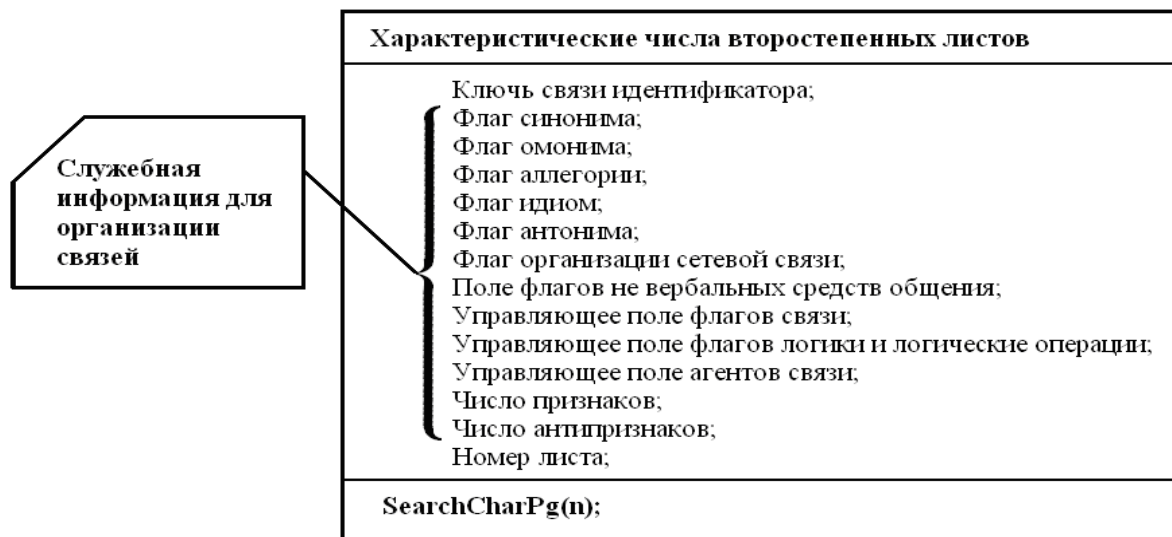 Характеристические числа второстепенных листов
Ключь связи идентификатора;
Флаг синонима;
Флаг омонима;
Флаг аллегории;
Флаг идиом;
Флаг антонима;
Флаг организации сетевой связи;
Поле флагов не вербальных средств общения;
Управляющее поле флагов связи;
Управляющее поле флагов логики и логические операции;
Управляющее поле агентов связи;
Число признаков;
Число антипризнаков;
Номер листа;
SearchCharPg(n);
Служебная
информация для
организации
связей